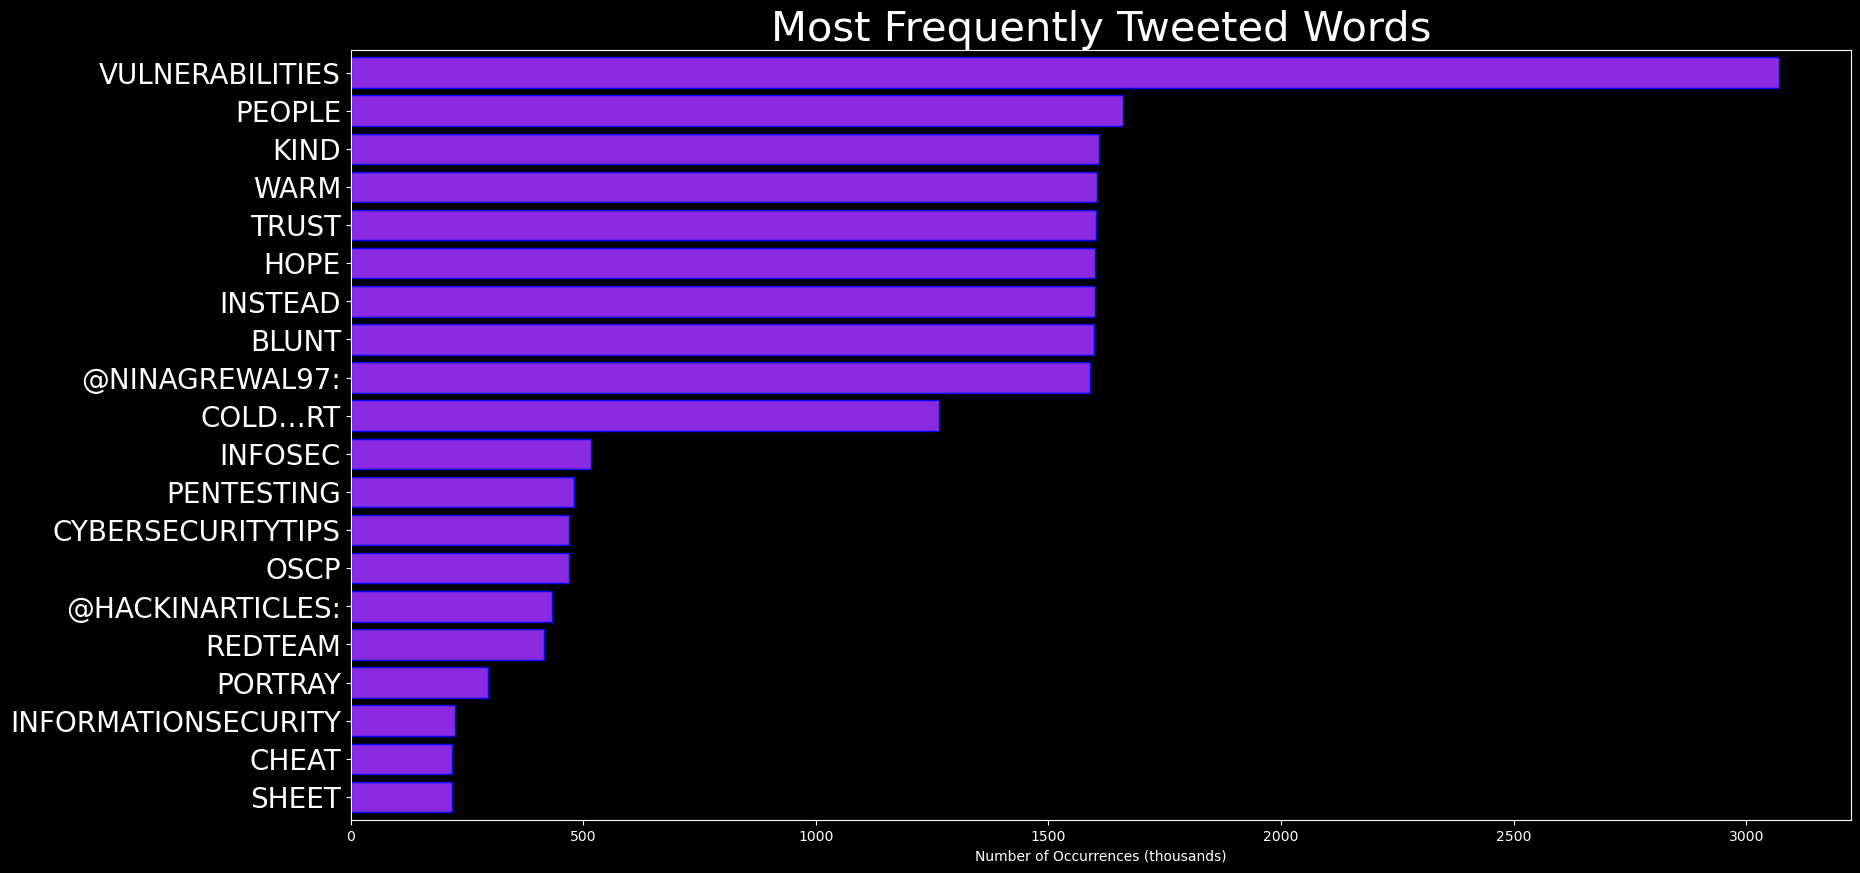 Most Frequently Tweeted Words
VULNERABILITIES
PEOPLE
KIND
WARM
TRUST
HOPE
INSTEAD
BLUNT
@NINAGREWAL97:
COLD…RT
INFOSEC
PENTESTING
CYBERSECURITYTIPS
OSCP
@HACKINARTICLES:
REDTEAM
PORTRAY
INFORMATIONSECURITY
CHEAT
SHEET
0 500 1000 1500 2000 2500 3000
Number of Occurrences (thousands)